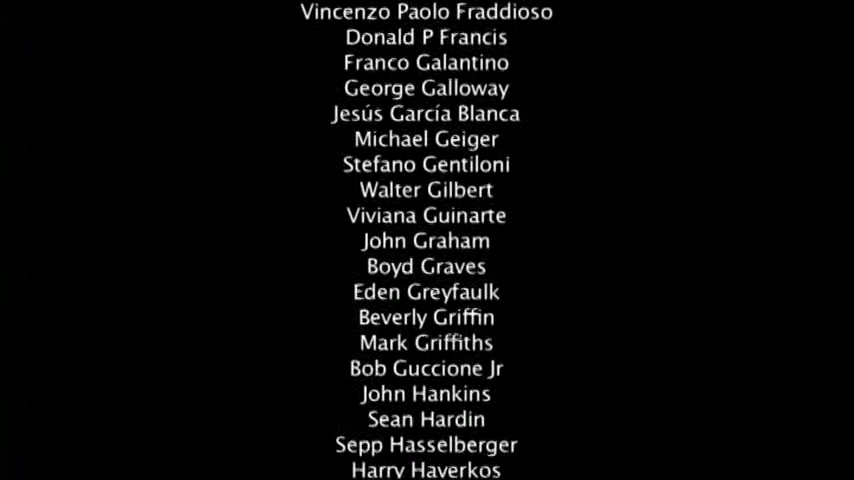 Vincenzo Paolo Fraddioso
Donald P Francis
Franco Galantino
George Galloway
Jesús García Blanca
Michael Geiger
Stefano Gentiloni
Walter Gilbert
Viviana Guinarte
John Graham
Boyd Graves
Eden Greyfaulk
Beverly Griffin
Mark Griffiths
Bob Guccione Jr
John Hankins
Sean Hardin
Sepp Hasselberger
Harry Haverkos